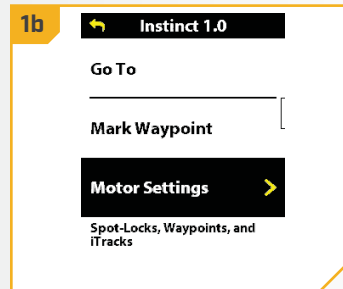 1b
Instinct 1.0
Go To
Mark Waypoint
Motor Settings
Spot-Locks, Waypoints, and
iTracks